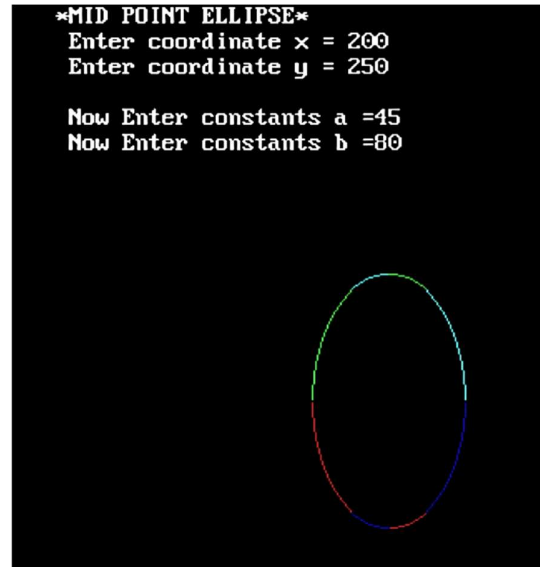 *MID POINT ELLIPSE*
Enter coordinate x = 200
Enter coordinate y = 250
Now Enter constants a =45
Now Enter constants b =80